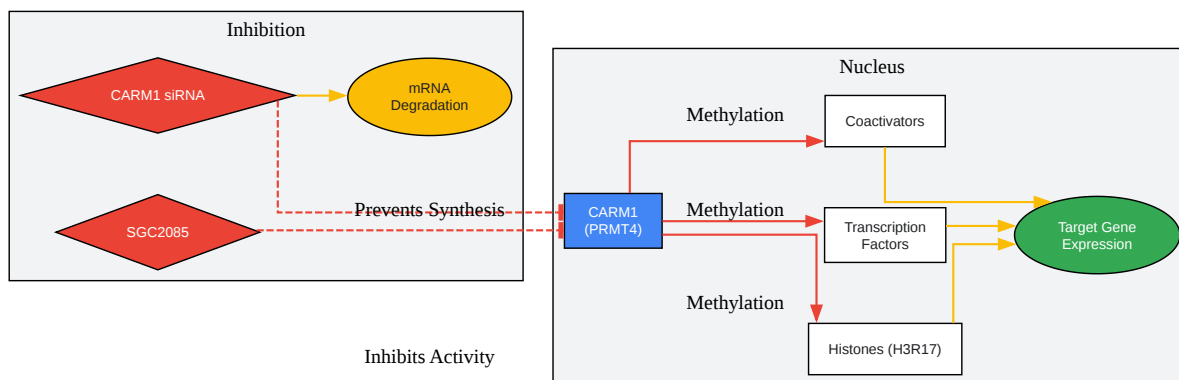 Inhibition
CARM1 siRNA
mRNA
Degradation
Prevents Synthesis
SGC2085
Inhibits Activity
Nucleus
Methylation
Coactivators
CARM1
(PRMT4)
Methylation
Transcription
Factors
Target Gene
Expression
Methylation
Histones (H3R17)